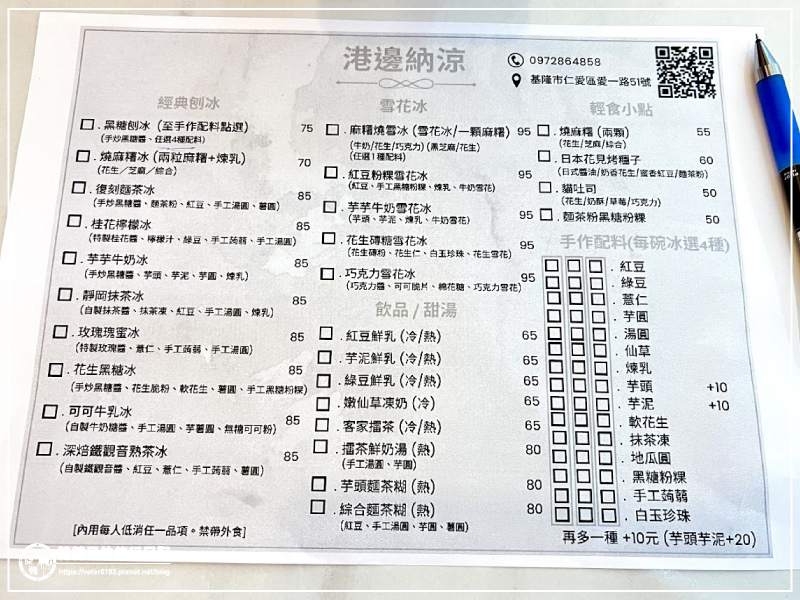 港邊納涼
0972864858
基隆市仁愛區愛一路51號
經典刨冰
. 黑糖刨冰 (至手作配料點選) 75
(手炒黑糖醬、任選4種配料)
. 燒麻糬冰 (兩粒麻糬+煉乳) 70
(花生／芝麻／綜合)
. 復刻麵茶冰 85
(手炒黑糖醬、麵茶粉、紅豆、手工湯圓、薯圓)
. 桂花檸檬冰 85
(特製桂花醬、檸檬汁、綠豆、手工蒟蒻、手工湯圓)
. 芋芋牛奶冰 85
(手炒黑糖醬、芋頭、芋泥、芋圓、煉乳)
. 靜岡抹茶冰 85
(自製抹茶醬、抹茶凍、紅豆、手工湯圓、煉乳)
. 玫瑰瑰蜜冰 85
(特製玫瑰醬、薏仁、手工蒟蒻、手工湯圓)
. 花生黑糖冰 85
(手炒黑糖醬、花生脆粉、軟花生、薯圓、手工黑糖粉粿)
. 可可牛乳冰 85
(自製牛奶糖醬、手工湯圓、芋薯圓、無糖可可粉)
. 深焙鐵觀音熟茶冰 85
(自製鐵觀音醬、紅豆、薏仁、手工蒟蒻、薯圓)
[內用每人低消任一品項。禁帶外食]
雪花冰
. 麻糬燒雪冰 (雪花冰/一顆麻糬) 95
(牛奶/花生/巧克力) (黑芝麻/花生)
(任選1種配料)
. 紅豆粉粿雪花冰 95
(紅豆、手工黑糖粉粿、煉乳、牛奶雪花)
. 芋芋牛奶雪花冰 95
(芋頭、芋泥、煉乳、牛奶雪花)
. 花生磚糖雪花冰 95
(花生磚粉、花生仁、白玉珍珠、花生雪花)
. 巧克力雪花冰 95
(巧克力醬、可可脆片、棉花糖、巧克力雪花)
飲品 / 甜湯
. 紅豆鮮乳 (冷/熱) 65
. 芋泥鮮乳 (冷/熱) 65
. 綠豆鮮乳 (冷/熱) 65
. 嫩仙草凍奶 (冷) 65
. 客家擂茶 (冷/熱) 65
. 擂茶鮮奶湯 (熱) 80
(手工湯圓、芋圓)
. 芋頭麵茶糊 (熱) 80
. 綜合麵茶糊 (熱) 80
(紅豆、手工湯圓、芋圓、薯圓)
輕食小點
. 燒麻糬 (兩顆) 55
(花生/芝麻/綜合)
. 日本花見烤糰子 60
(日式醬油/奶香花生/蜜香紅豆/麵茶粉)
. 貓吐司 50
(花生/奶酥/草莓/巧克力)
. 麵茶粉黑糖粉粿 50
手作配料(每碗冰選4種)
. 紅豆
. 綠豆
. 薏仁
. 芋圓
. 湯圓
. 仙草
. 煉乳
. 芋頭 +10
. 芋泥 +10
. 軟花生
. 抹茶凍
. 地瓜圓
. 黑糖粉粿
. 手工蒟蒻
. 白玉珍珠
再多一種 +10元 (芋頭芋泥+20)